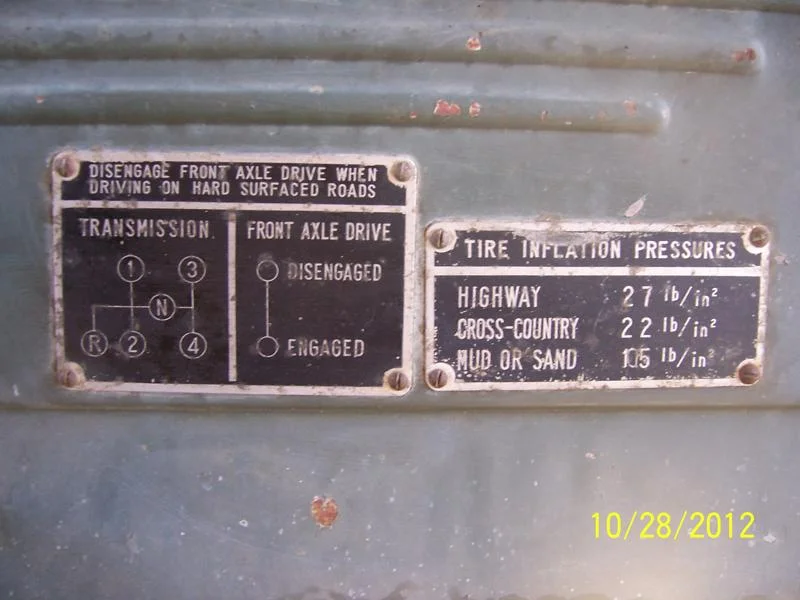 DISENGAGE FRONT AXLE DRIVE WHEN
DRIVING ON HARD SURFACED ROADS
TRANSMISSION
1 3
N
R 2 4
FRONT AXLE DRIVE
DISENGAGED
ENGAGED
TIRE INFLATION PRESSURES
HIGHWAY 27 lb/in²
CROSS-COUNTRY 22 lb/in²
MUD OR SAND 15 lb/in²
10/28/2012